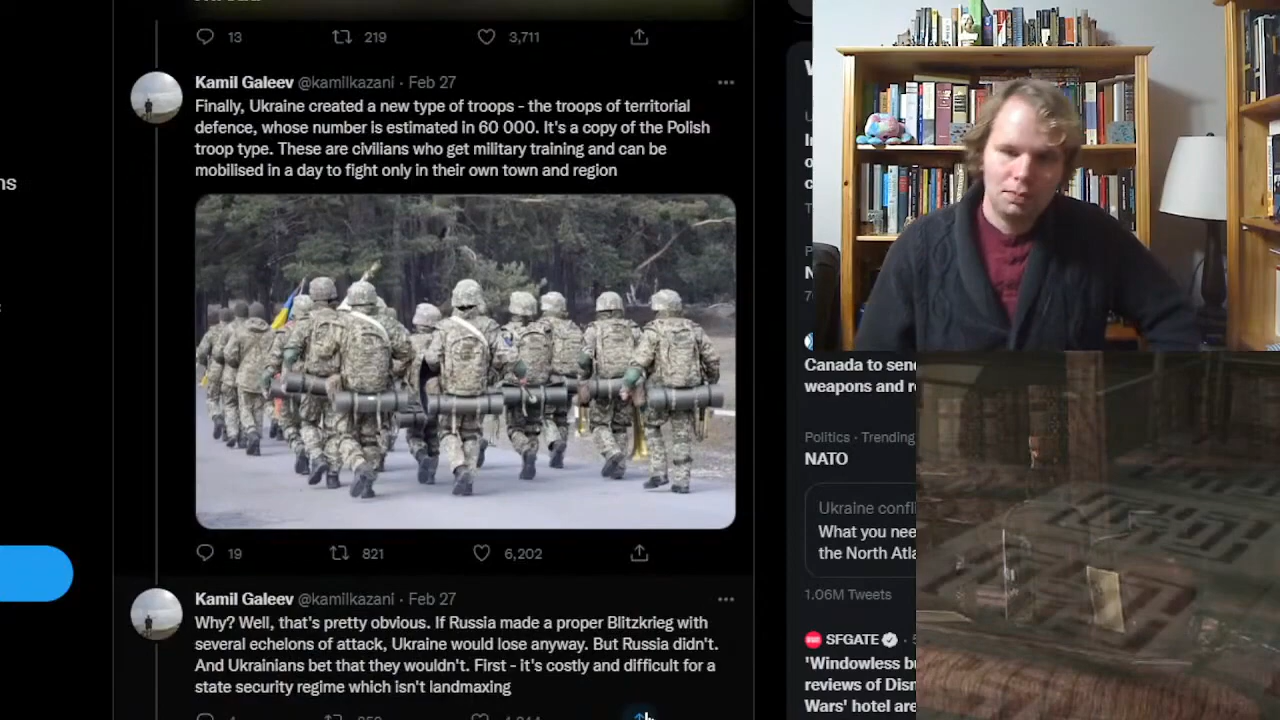 13 219 3,711
Kamil Galeev @kamilkazani · Feb 27
Finally, Ukraine created a new type of troops - the troops of territorial
defence, whose number is estimated in 60 000. It's a copy of the Polish
troop type. These are civilians who get military training and can be
mobilised in a day to fight only in their own town and region
19 821 6,202
Kamil Galeev @kamilkazani · Feb 27
Why? Well, that's pretty obvious. If Russia made a proper Blitzkrieg with
several echelons of attack, Ukraine would lose anyway. But Russia didn't.
And Ukrainians bet that they wouldn't. First - it's costly and difficult for a
state security regime which isn't landmaxing
Canada to sen
weapons and r
Politics · Trending
NATO
Ukraine confl
What you nee
the North Atla
1.06M Tweets
SFGATE
'Windowless b
reviews of Disn
Wars' hotel are